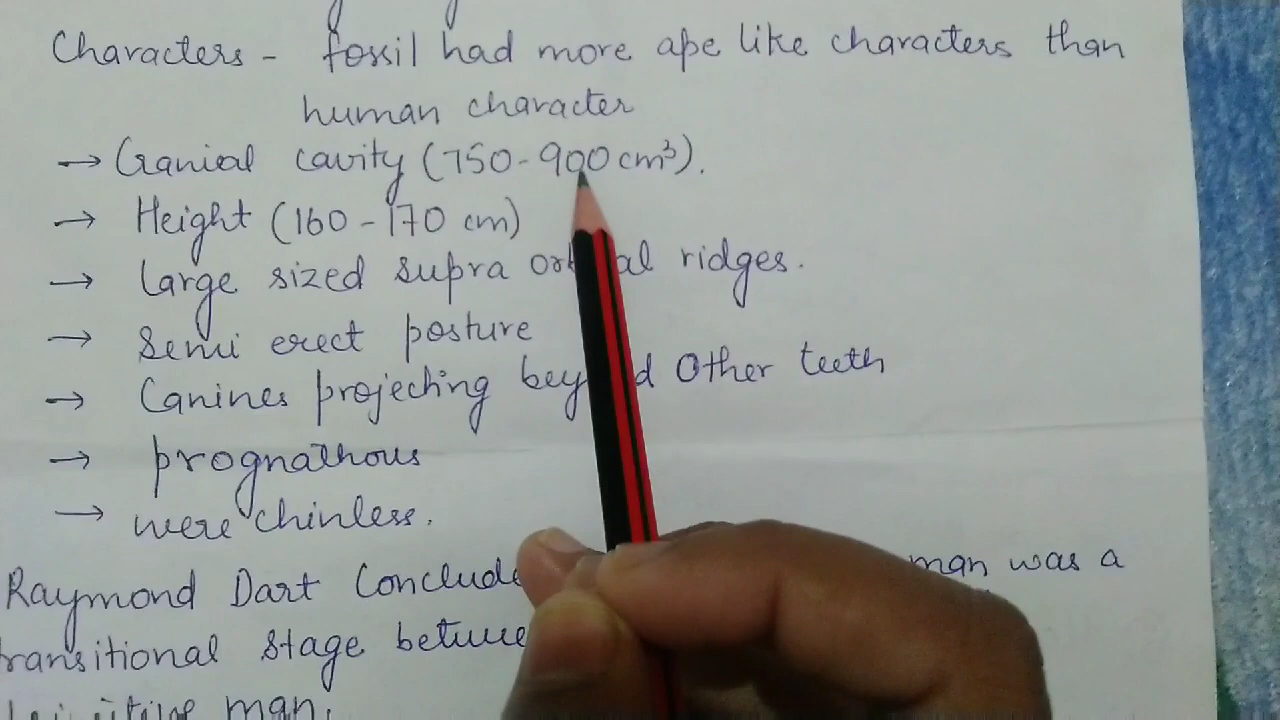 Characters - fossil had more ape like characters than
human character
→ Cranial cavity (750-900 cm³).
→ Height (160-170 cm)
→ large sized supra ridges.
→ Semi erect posture
→ Canines projecting Other teeth
→ prognathous
→ were chinless.
Raymond Dart man was a
transitional stage
man.